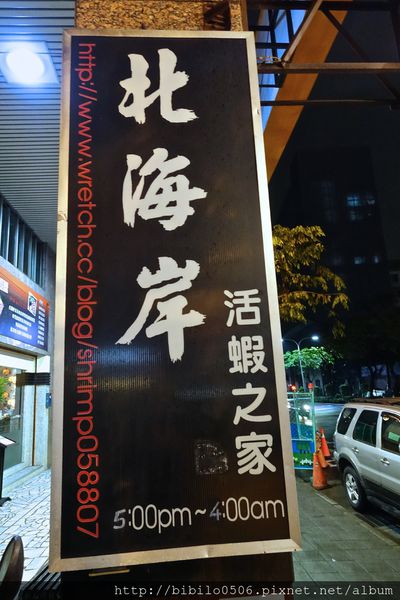 北海岸
活蝦之家
http://www.wretch.cc/blog/shrimp058807
5:00pm~4:00am
http://bibilo0506.pixnet.net/album